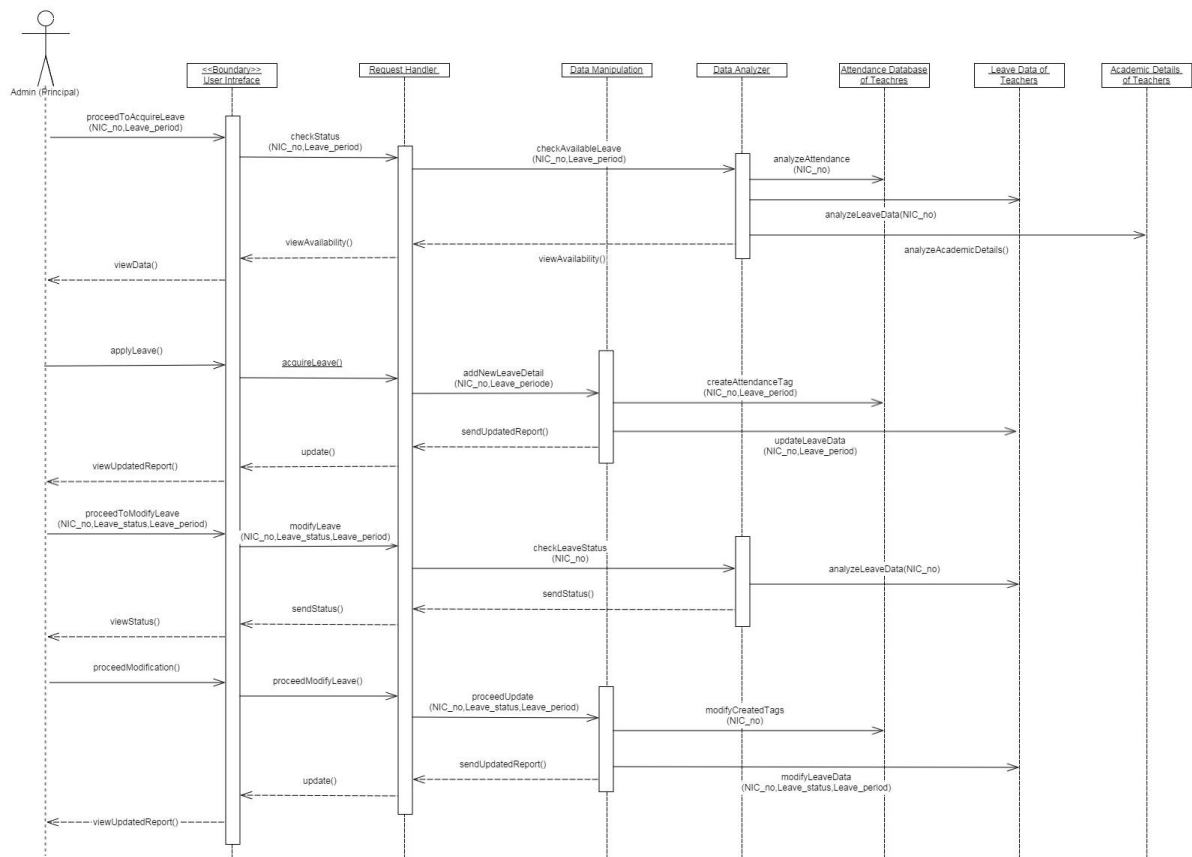 Admin (Principal)
<<Boundary>>
User Intreface
Request Handler
Data Manipulation
Data Analyzer
Attendance Database
of Teachres
Leave Data of
Teachers
Academic Details
of Teachers
proceedToAcquireLeave
(NIC_no,Leave_period)
checkStatus
(NIC_no,Leave_period)
checkAvailableLeave
(NIC_no,Leave_period)
analyzeAttendance
(NIC_no)
analyzeLeaveData(NIC_no)
analyzeAcademicDetails()
viewAvailability()
viewAvailability()
viewData()
applyLeave()
acquireLeave()
addNewLeaveDetail
(NIC_no,Leave_periode)
createAttendanceTag
(NIC_no,Leave_period)
updateLeaveData
(NIC_no,Leave_period)
sendUpdatedReport()
update()
viewUpdatedReport()
proceedToModifyLeave
(NIC_no,Leave_status,Leave_period)
modifyLeave
(NIC_no,Leave_status,Leave_period)
checkLeaveStatus
(NIC_no)
analyzeLeaveData(NIC_no)
sendStatus()
sendStatus()
viewStatus()
proceedModification()
proceedModifyLeave()
proceedUpdate
(NIC_no,Leave_status,Leave_period)
modifyCreatedTags
(NIC_no)
modifyLeaveData
(NIC_no,Leave_status,Leave_period)
sendUpdatedReport()
update()
viewUpdatedReport()